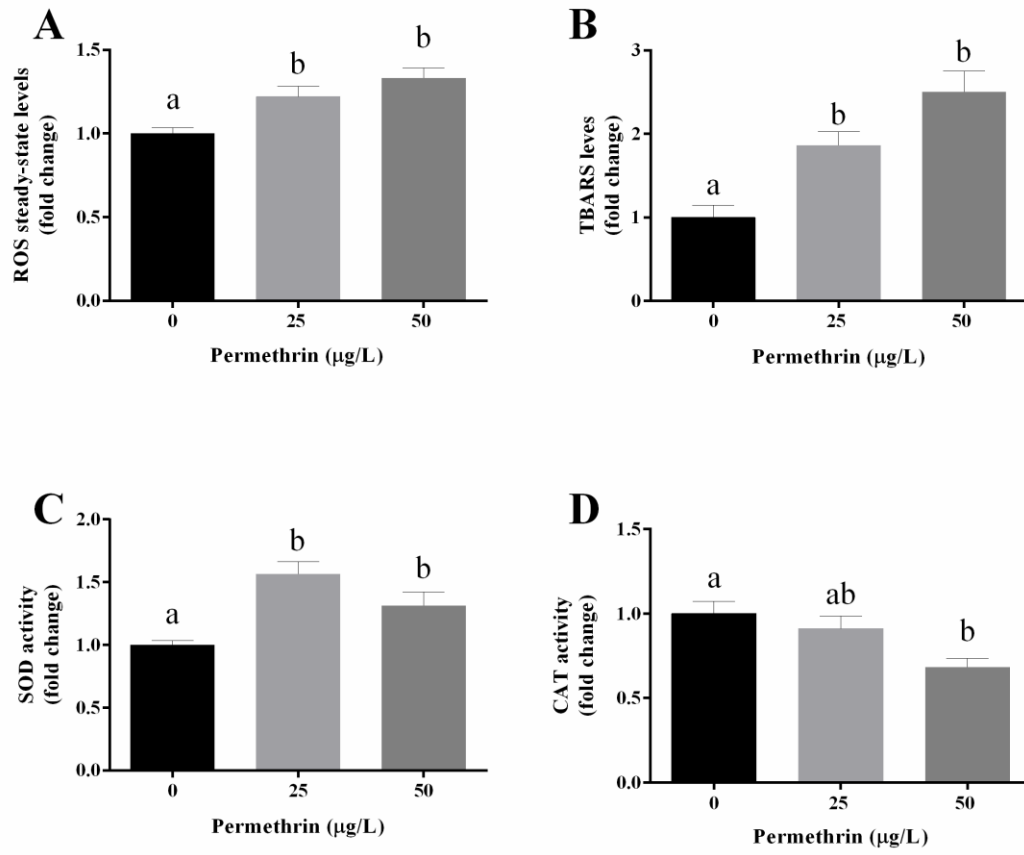 A
ROS steady-state levels
(fold change)
1.5
1.0
0.5
0.0
a
b
b
0
25
50
Permethrin (μg/L)
B
TBARS leves
(fold change)
3
2
1
0
a
b
b
0
25
50
Permethrin (μg/L)
C
SOD activity
(fold change)
2.0
1.5
1.0
0.5
0.0
a
b
b
0
25
50
Permethrin (μg/L)
D
CAT activity
(fold change)
1.5
1.0
0.5
0.0
a
ab
b
0
25
50
Permethrin (μg/L)